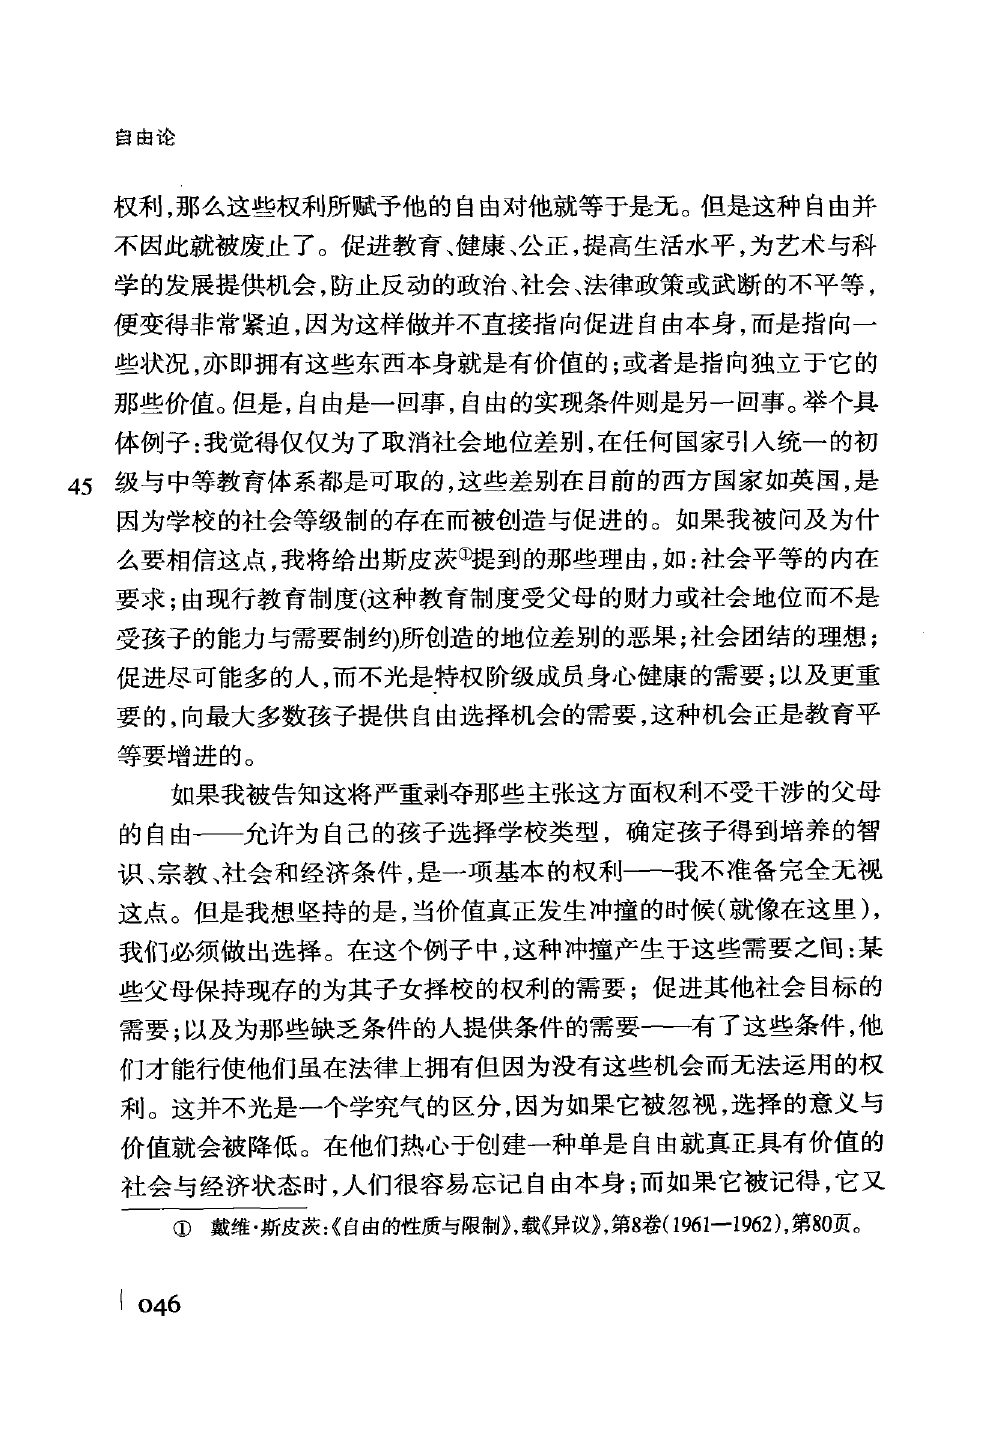 自由论
权利,那么这些权利所赋予他的自由对他就等于是无。但是这种自由并
不因此就被废止了。促进教育、健康、公正,提高生活水平,为艺术与科
学的发展提供机会,防止反动的政治、社会、法律政策或武断的不平等,
便变得非常紧迫,因为这样做并不直接指向促进自由本身,而是指向一
些状况,亦即拥有这些东西本身就是有价值的;或者是指向独立于它的
那些价值。但是,自由是一回事,自由的实现条件则是另一回事。举个具
体例子:我觉得仅仅为了取消社会地位差别,在任何国家引入统一的初
45 级与中等教育体系都是可取的,这些差别在目前的西方国家如英国,是
因为学校的社会等级制的存在而被创造与促进的。如果我被问及为什
么要相信这点,我将给出斯皮茨①提到的那些理由,如:社会平等的内在
要求;由现行教育制度(这种教育制度受父母的财力或社会地位而不是
受孩子的能力与需要制约)所创造的地位差别的恶果;社会团结的理想;
促进尽可能多的人,而不光是特权阶级成员身心健康的需要;以及更重
要的,向最大多数孩子提供自由选择机会的需要,这种机会正是教育平
等要增进的。
如果我被告知这将严重剥夺那些主张这方面权利不受干涉的父母
的自由——允许为自己的孩子选择学校类型,确定孩子得到培养的智
识、宗教、社会和经济条件,是一项基本的权利——我不准备完全无视
这点。但是我想坚持的是,当价值真正发生冲撞的时候(就像在这里),
我们必须做出选择。在这个例子中,这种冲撞产生于这些需要之间:某
些父母保持现存的为其子女择校的权利的需要;促进其他社会目标的
需要;以及为那些缺乏条件的人提供条件的需要——有了这些条件,他
们才能行使他们虽在法律上拥有但因为没有这些机会而无法运用的权
利。这并不光是一个学究气的区分,因为如果它被忽视,选择的意义与
价值就会被降低。在他们热心于创建一种单是自由就真正具有价值的
社会与经济状态时,人们很容易忘记自由本身;而如果它被记得,它又
① 戴维·斯皮茨:《自由的性质与限制》,载《异议》,第8卷(1961—1962),第80页。
046